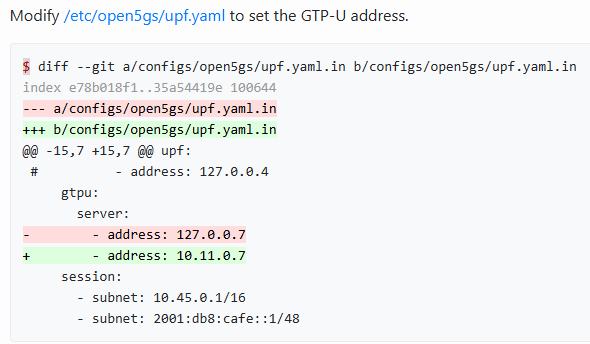 Modify /etc/open5gs/upf.yaml to set the GTP-U address.
$ diff --git a/configs/open5gs/upf.yaml.in b/configs/open5gs/upf.yaml.in
index e78b018f1..35a54419e 100644
--- a/configs/open5gs/upf.yaml.in
+++ b/configs/open5gs/upf.yaml.in
@@ -15,7 +15,7 @@ upf:
 #          - address: 127.0.0.4
     gtpu:
       server:
-        - address: 127.0.0.7
+        - address: 10.11.0.7
     session:
       - subnet: 10.45.0.1/16
       - subnet: 2001:db8:cafe::1/48